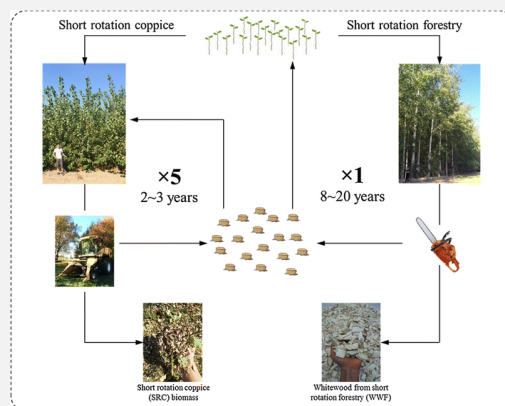 Short rotation coppice
Short rotation forestry
×5
2~3 years
×1
8~20 years
Short rotation coppice
(SRC) biomass
Whitewood from short
rotation forestry (WWF)